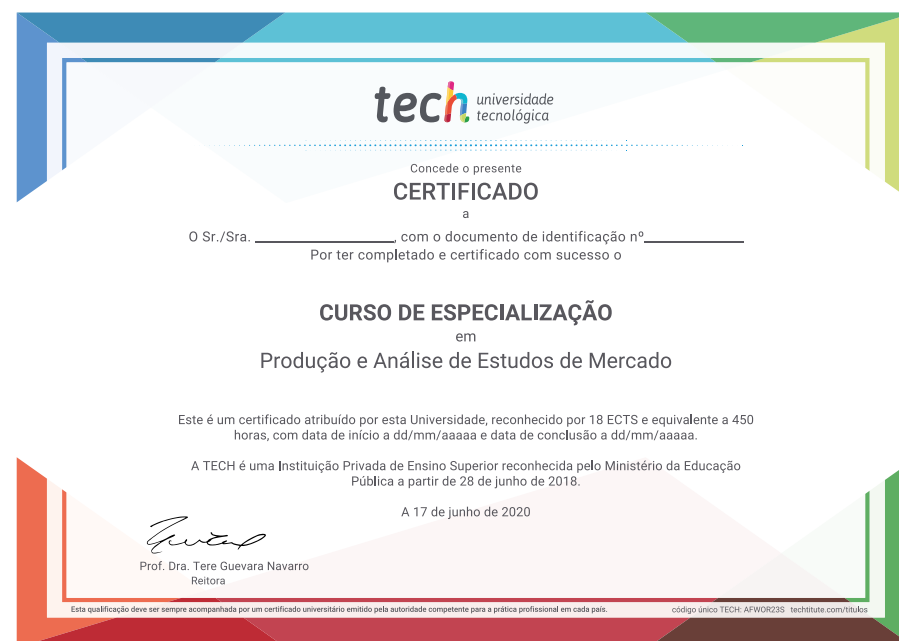 tech universidade
tecnológica
Concede o presente
CERTIFICADO
a
O Sr./Sra. ____________, com o documento de identificação nº____________
Por ter completado e certificado com sucesso o
CURSO DE ESPECIALIZAÇÃO
em
Produção e Análise de Estudos de Mercado
Este é um certificado atribuído por esta Universidade, reconhecido por 18 ECTS e equivalente a 450
horas, com data de início a dd/mm/aaaaa e data de conclusão a dd/mm/aaaaa.
A TECH é uma Instituição Privada de Ensino Superior reconhecida pelo Ministério da Educação
Pública a partir de 28 de junho de 2018.
A 17 de junho de 2020
Prof. Dra. Tere Guevara Navarro
Reitora
Esta qualificação deve ser sempre acompanhada por um certificado universitário emitido pela autoridade competente para a prática profissional em cada país.
código único TECH: AFWOR23S techtitute.com/titulos